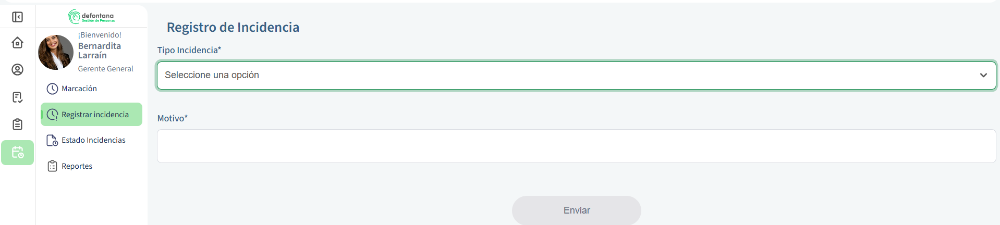 defontana
Gestión de Personas
¡Bienvenido!
Bernardita
Larraín
Gerente General
Marcación
Registrar incidencia
Estado Incidencias
Reportes
Registro de Incidencia
Tipo Incidencia*
Seleccione una opción
Motivo*
Enviar